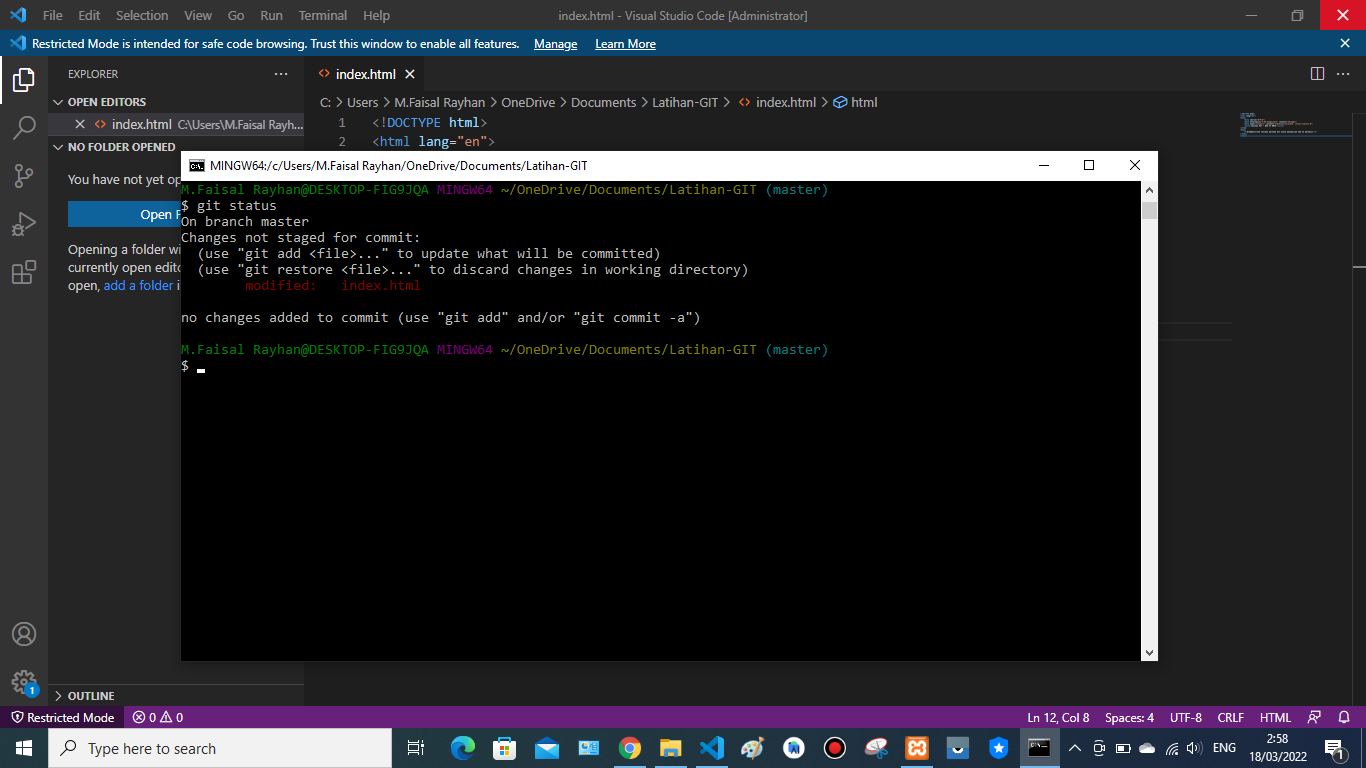 File Edit Selection View Go Run Terminal Help index.html - Visual Studio Code [Administrator]
Restricted Mode is intended for safe code browsing. Trust this window to enable all features. Manage Learn More
EXPLORER
index.html
OPEN EDITORS
index.html C:\Users\M.Faisal Rayh...
NO FOLDER OPENED
You have not yet op
Open F
Opening a folder wi
currently open edito
open, add a folder i
C: > Users > M.Faisal Rayhan > OneDrive > Documents > Latihan-GIT > index.html > html
1 <!DOCTYPE html>
2 <html lang="en">
MINGW64:/c/Users/M.Faisal Rayhan/OneDrive/Documents/Latihan-GIT
M.Faisal Rayhan@DESKTOP-FIG9JQA MINGW64 ~/OneDrive/Documents/Latihan-GIT (master)
$ git status
On branch master
Changes not staged for commit:
(use "git add <file>..." to update what will be committed)
(use "git restore <file>..." to discard changes in working directory)
modified: index.html
no changes added to commit (use "git add" and/or "git commit -a")
M.Faisal Rayhan@DESKTOP-FIG9JQA MINGW64 ~/OneDrive/Documents/Latihan-GIT (master)
$
1
OUTLINE
Restricted Mode 0 0 Ln 12, Col 8 Spaces: 4 UTF-8 CRLF HTML
Type here to search
ENG
2:58
18/03/2022
1